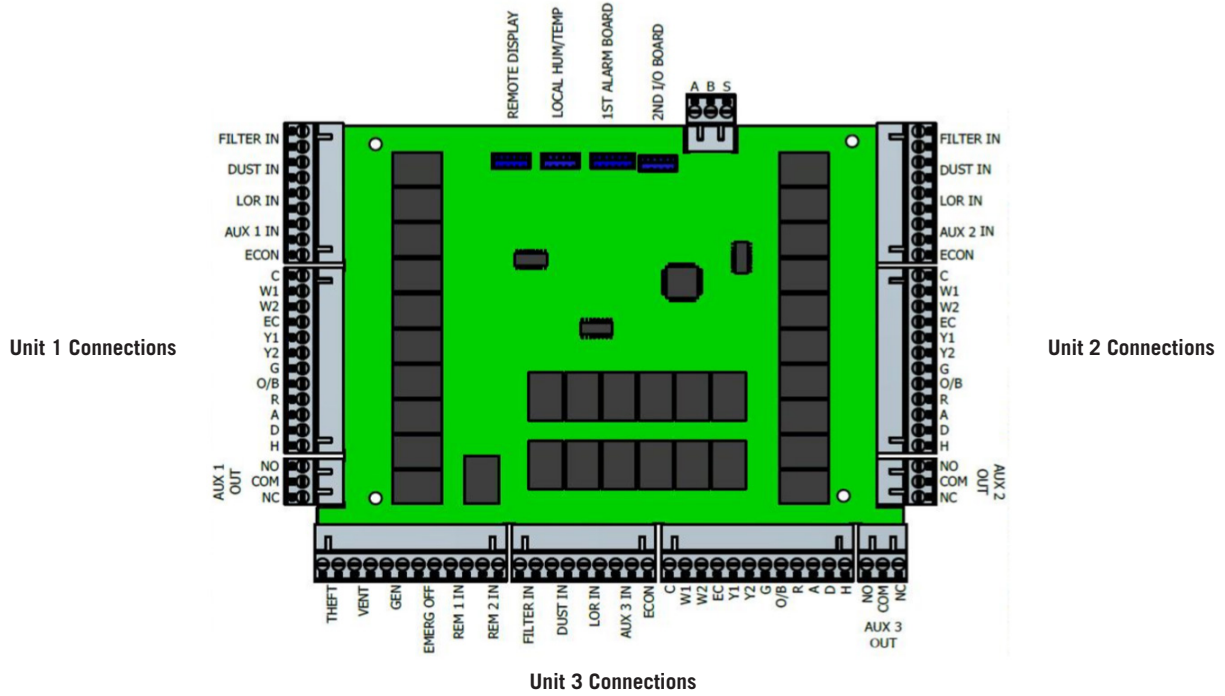 REMOTE DISPLAY
LOCAL HUM/TEMP
1ST ALARM BOARD
2ND I/O BOARD
A B S
FILTER IN
DUST IN
LOR IN
AUX 1 IN
ECON
C
W1
W2
EC
Y1
Y2
G
O/B
R
A
D
H
NO
COM
NC
AUX 1
OUT
Unit 1 Connections
FILTER IN
DUST IN
LOR IN
AUX 2 IN
ECON
C
W1
W2
EC
Y1
Y2
G
O/B
R
A
D
H
NO
COM
NC
AUX 2
OUT
Unit 2 Connections
THEFT
VENT
GEN
EMERG OFF
REM 1 IN
REM 2 IN
FILTER IN
DUST IN
LOR IN
AUX 3 IN
ECON
C
W1
W2
EC
Y1
Y2
G
O/B
R
A
D
H
NO
COM
NC
AUX 3
OUT
Unit 3 Connections